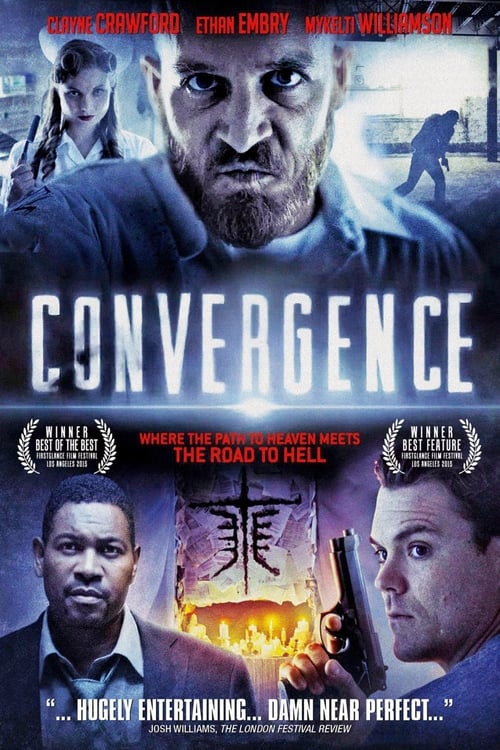 CLAYNE CRAWFORD ETHAN EMBRY MYKELTI WILLIAMSON
CONVERGENCE
WINNER
BEST OF THE BEST
FIRSTGLANCE FILM FESTIVAL
LOS ANGELES 2015
WHERE THE PATH TO HEAVEN MEETS
THE ROAD TO HELL
WINNER
BEST FEATURE
FIRSTGLANCE FILM FESTIVAL
LOS ANGELES 2015
“... HUGELY ENTERTAINING... DAMN NEAR PERFECT...”
JOSH WILLIAMS, THE LONDON FESTIVAL REVIEW